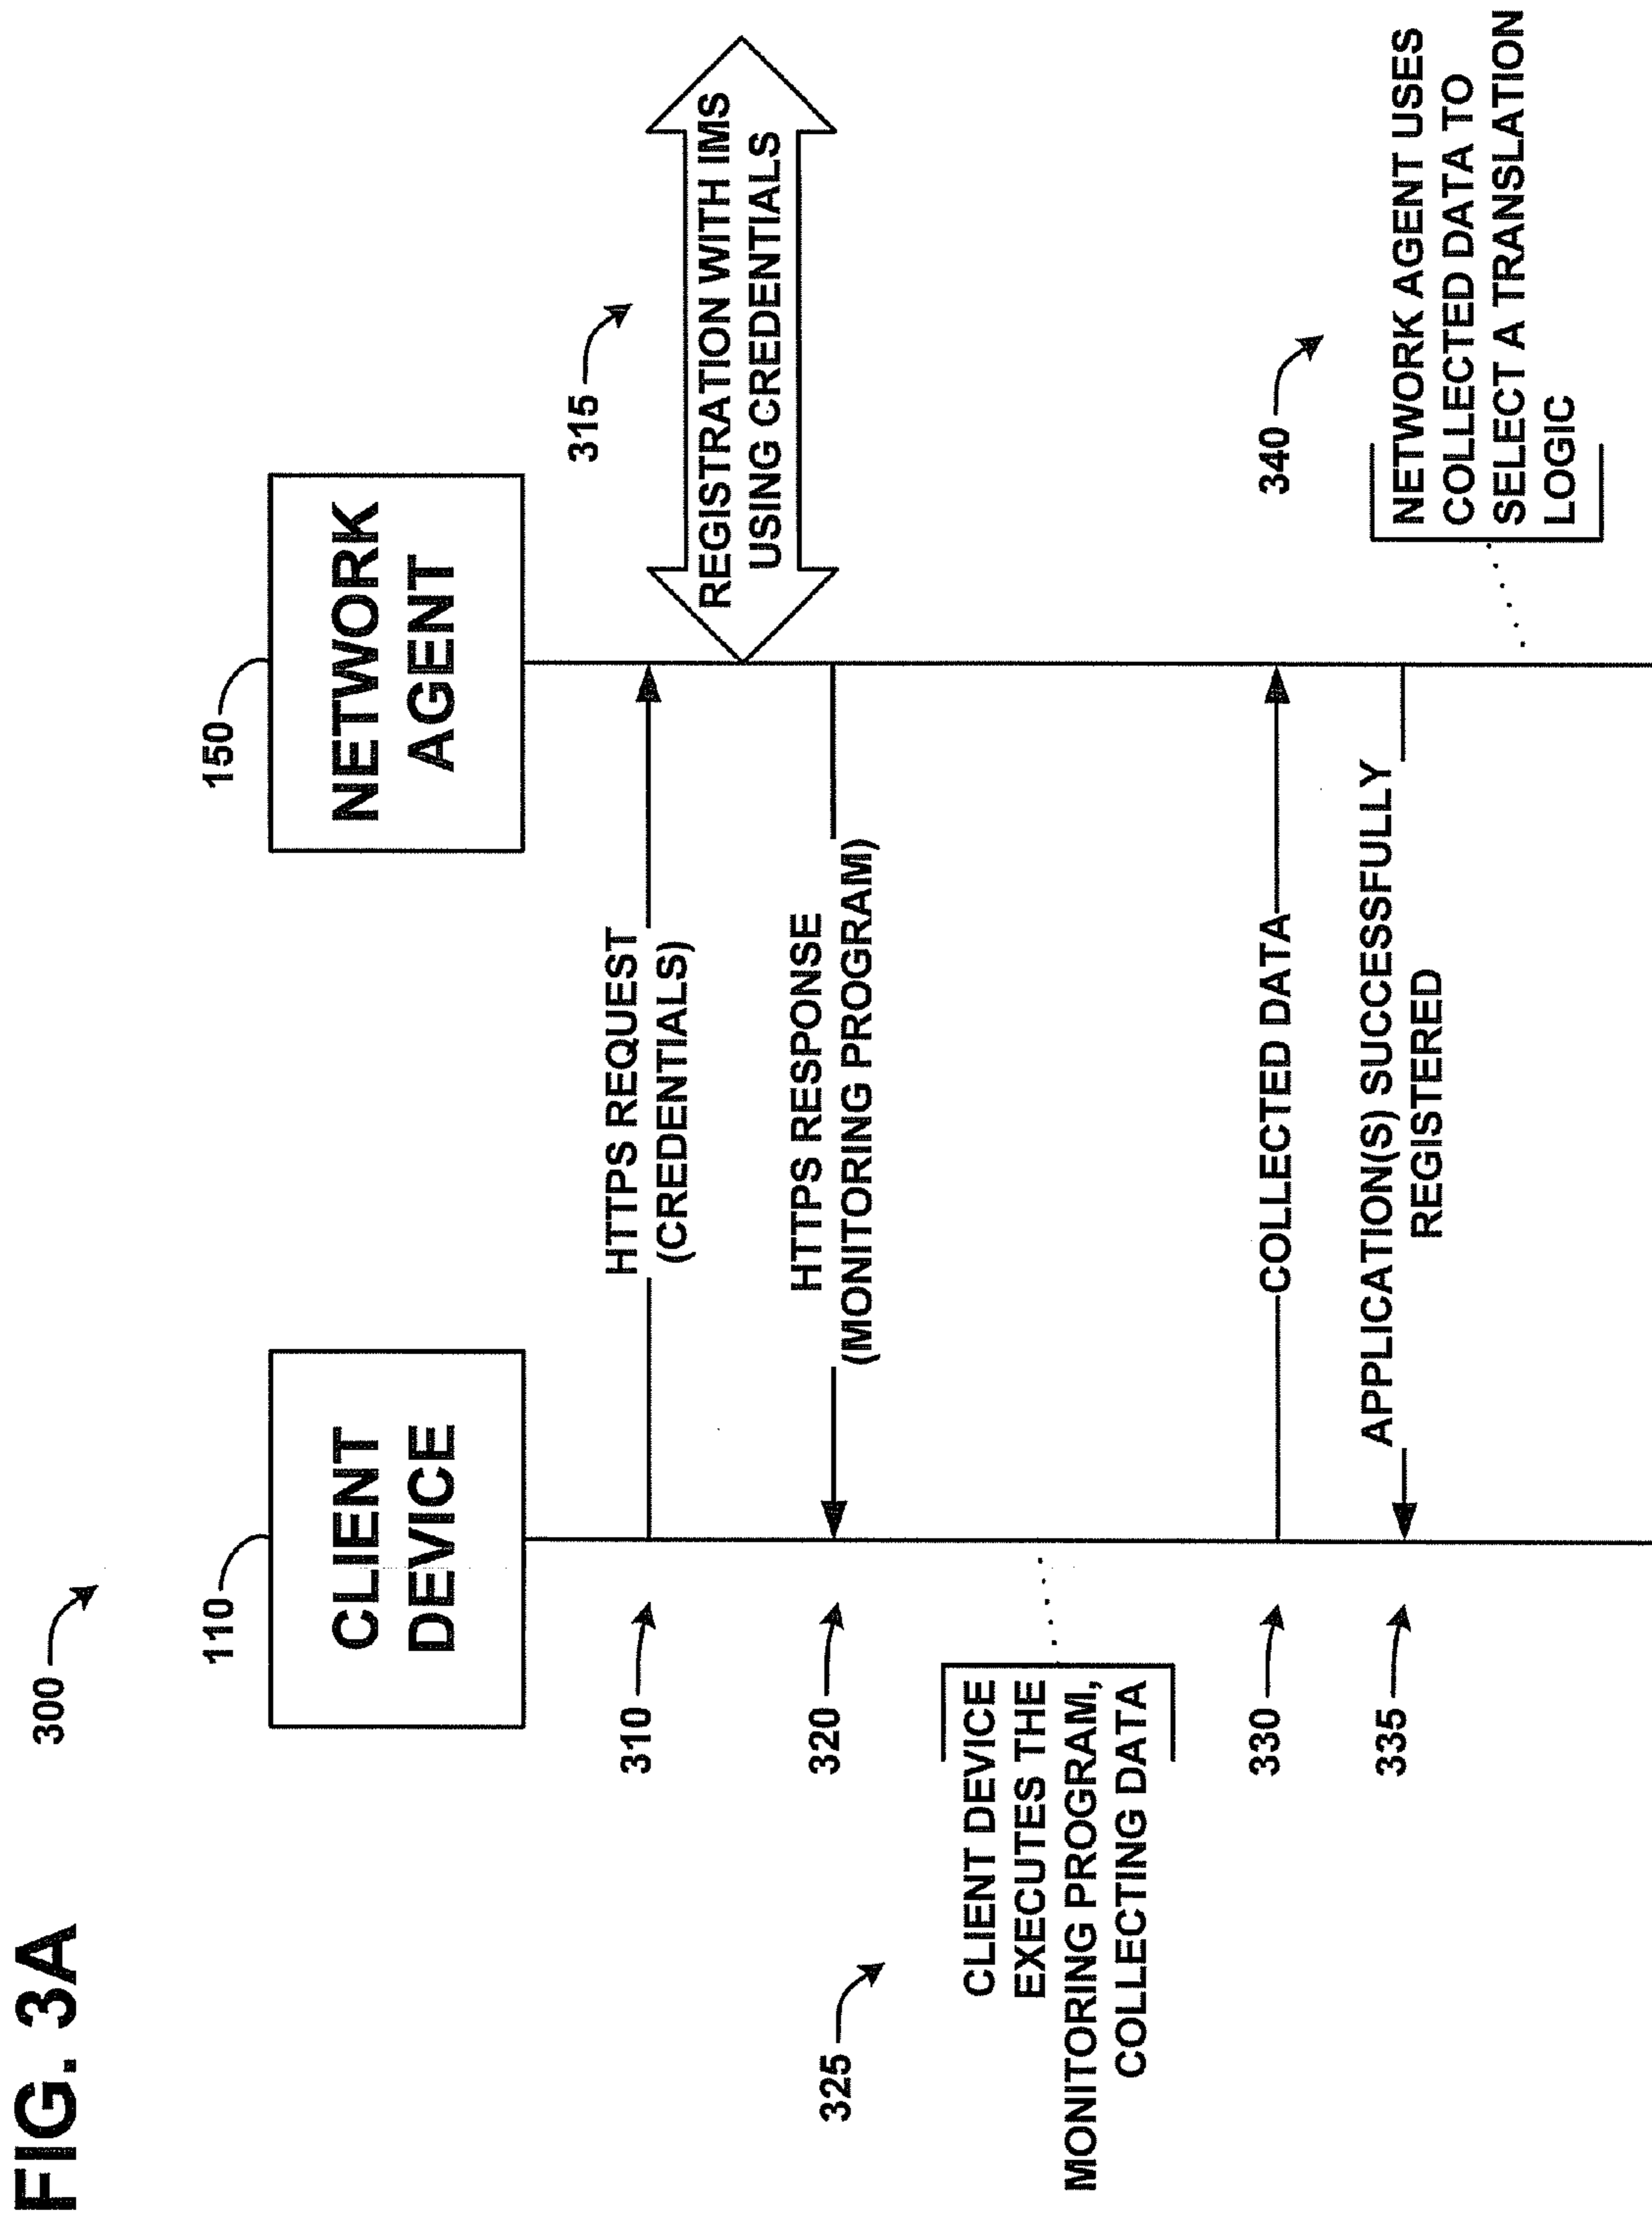 FIG. 3A
300
110
CLIENT
DEVICE
150
NETWORK
AGENT
310
HTTPS REQUEST
(CREDENTIALS)
315
REGISTRATION WITH IMS
USING CREDENTIALS
320
HTTPS RESPONSE
(MONITORING PROGRAM)
325
CLIENT DEVICE
EXECUTES THE
MONITORING PROGRAM,
COLLECTING DATA
330
COLLECTED DATA
335
APPLICATION(S) SUCCESSFULLY
REGISTERED
340
NETWORK AGENT USES
COLLECTED DATA TO
SELECT A TRANSLATION
LOGIC